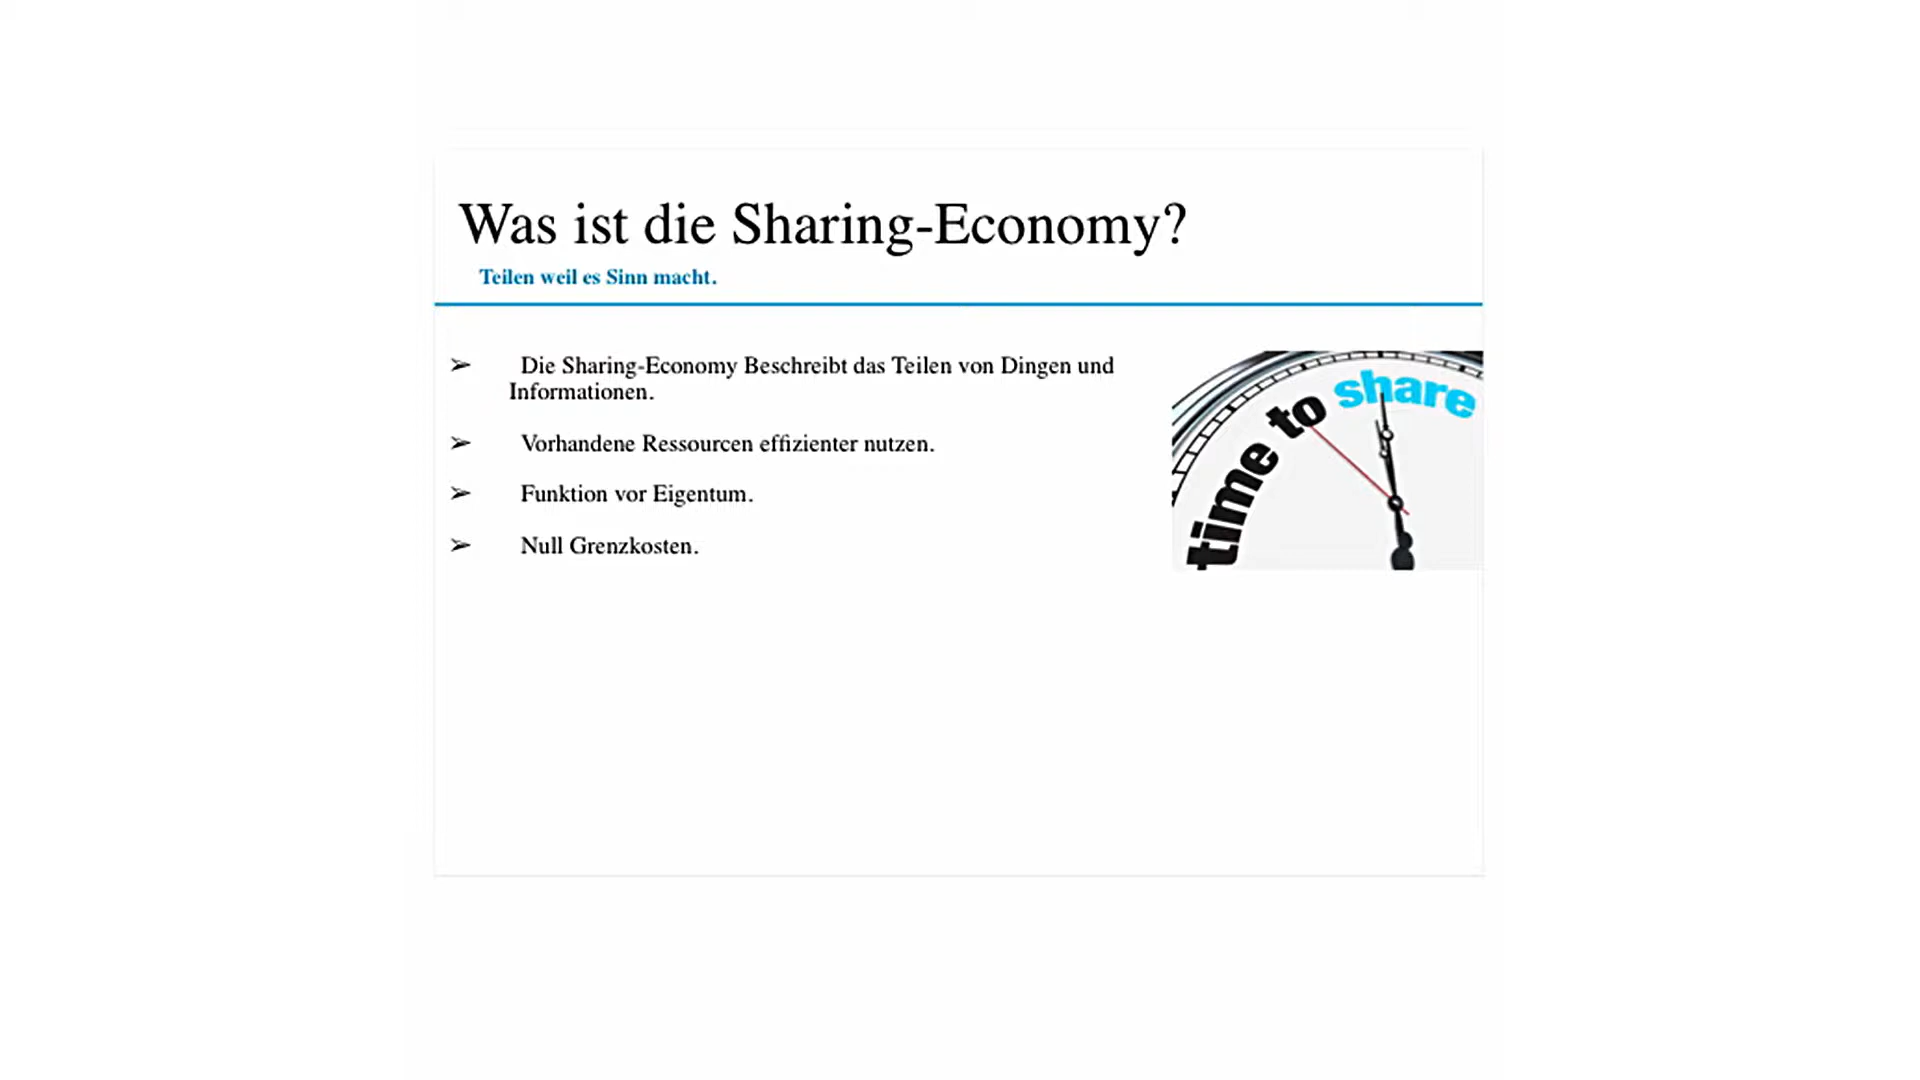 Was ist die Sharing-Economy?
Teilen weil es Sinn macht.
➢ Die Sharing-Economy Beschreibt das Teilen von Dingen und
Informationen.
➢ Vorhandene Ressourcen effizienter nutzen.
➢ Funktion vor Eigentum.
➢ Null Grenzkosten.
time to share